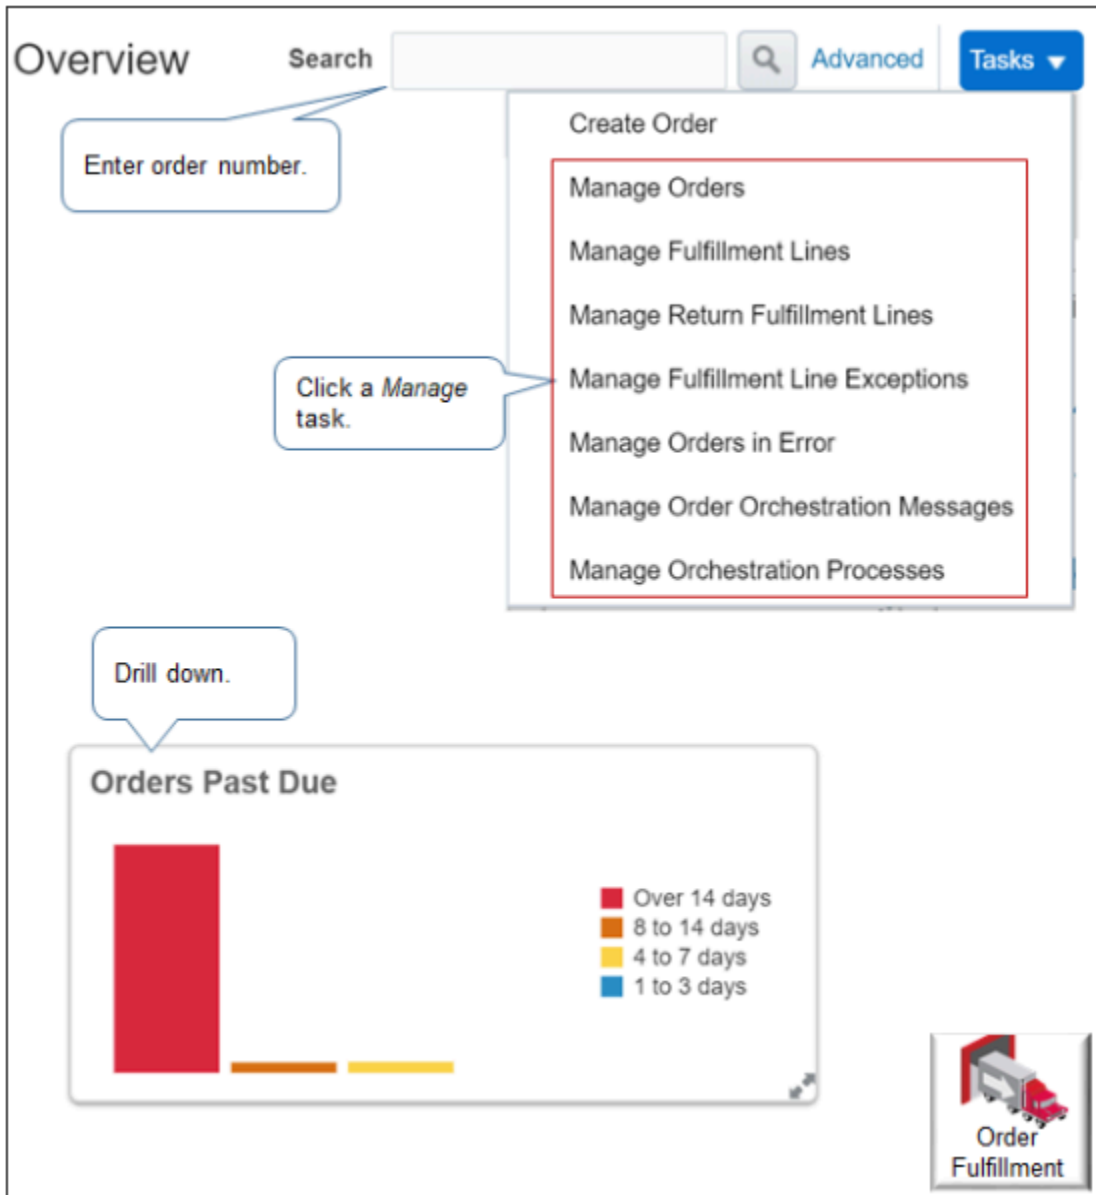 Overview
Search
Advanced
Tasks
Enter order number.
Create Order
Manage Orders
Manage Fulfillment Lines
Manage Return Fulfillment Lines
Click a Manage
task.
Manage Fulfillment Line Exceptions
Manage Orders in Error
Manage Order Orchestration Messages
Manage Orchestration Processes
Drill down.
Orders Past Due
Over 14 days
8 to 14 days
4 to 7 days
1 to 3 days
Order
Fulfillment